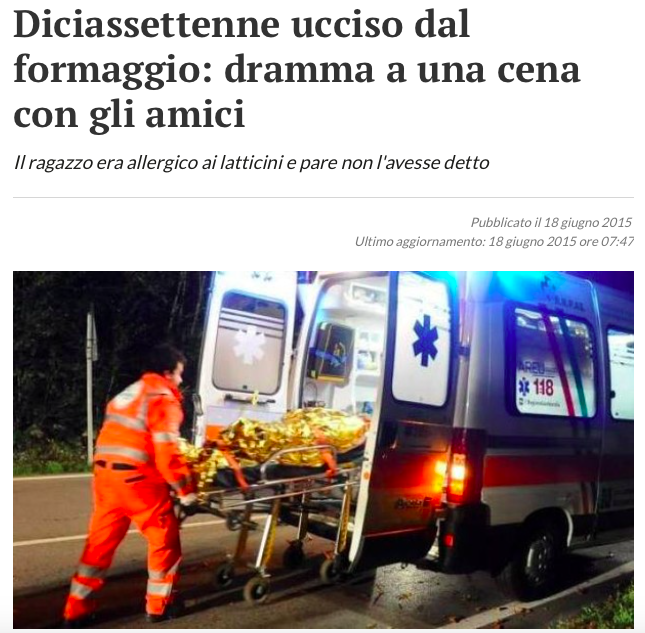 Diciassettenne ucciso dal
formaggio: dramma a una cena
con gli amici
Il ragazzo era allergico ai latticini e pare non l'avesse detto
Pubblicato il 18 giugno 2015
Ultimo aggiornamento: 18 giugno 2015 ore 07:47
AREU
118